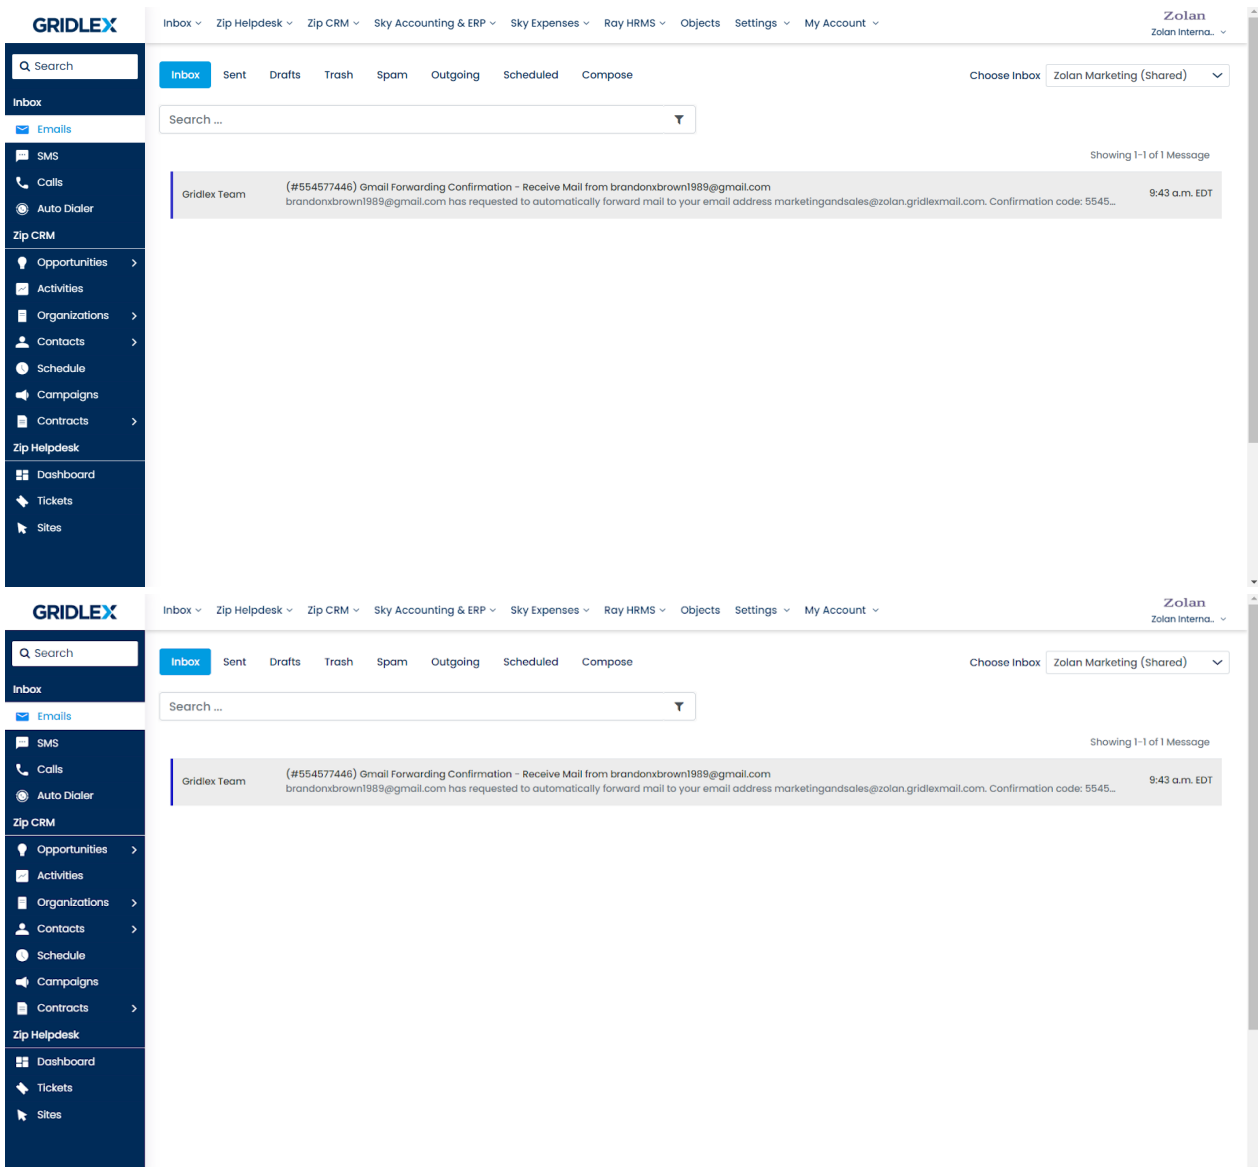 GRIDLEX Inbox Zip Helpdesk Zip CRM Sky Accounting & ERP Sky Expenses Ray HRMS Objects Settings My Account Zolan
Zolan Interna..
Search
Inbox Sent Drafts Trash Spam Outgoing Scheduled Compose Choose Inbox Zolan Marketing (Shared)
Inbox
Search ...
Emails
SMS
Showing 1-1 of 1 Message
Calls
Gridlex Team (#554577446) Gmail Forwarding Confirmation - Receive Mail from brandonxbrown1989@gmail.com 9:43 a.m. EDT
brandonxbrown1989@gmail.com has requested to automatically forward mail to your email address marketingandsales@zolan.gridlexmail.com. Confirmation code: 5545...
Auto Dialer
Zip CRM
Opportunities
Activities
Organizations
Contacts
Schedule
Campaigns
Contracts
Zip Helpdesk
Dashboard
Tickets
Sites
GRIDLEX Inbox Zip Helpdesk Zip CRM Sky Accounting & ERP Sky Expenses Ray HRMS Objects Settings My Account Zolan
Zolan Interna..
Search
Inbox Sent Drafts Trash Spam Outgoing Scheduled Compose Choose Inbox Zolan Marketing (Shared)
Inbox
Search ...
Emails
SMS
Showing 1-1 of 1 Message
Calls
Gridlex Team (#554577446) Gmail Forwarding Confirmation - Receive Mail from brandonxbrown1989@gmail.com 9:43 a.m. EDT
brandonxbrown1989@gmail.com has requested to automatically forward mail to your email address marketingandsales@zolan.gridlexmail.com. Confirmation code: 5545...
Auto Dialer
Zip CRM
Opportunities
Activities
Organizations
Contacts
Schedule
Campaigns
Contracts
Zip Helpdesk
Dashboard
Tickets
Sites